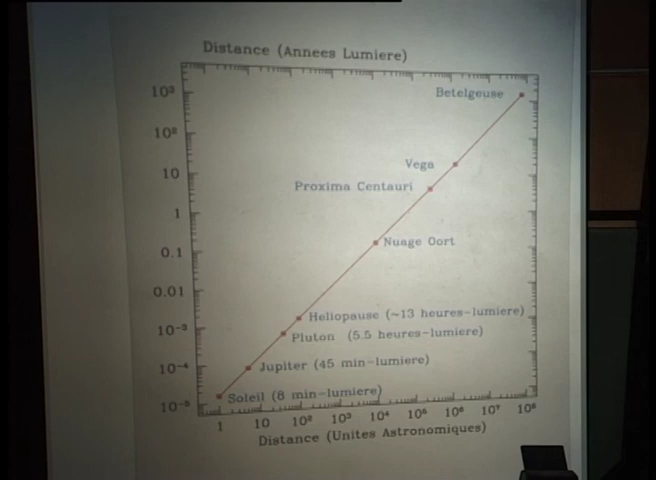 Distance (Annees Lumiere)
10³
Betelgeuse
10²
Vega
10
Proxima Centauri
1
Nuage Oort
0.1
0.01
Heliopause (~13 heures-lumiere)
10⁻³
Pluton (5.5 heures-lumiere)
10⁻⁴
Jupiter (45 min-lumiere)
Soleil (8 min-lumiere)
10⁻⁵
1 10 10² 10³ 10⁴ 10⁵ 10⁶ 10⁷ 10⁸
Distance (Unites Astronomiques)